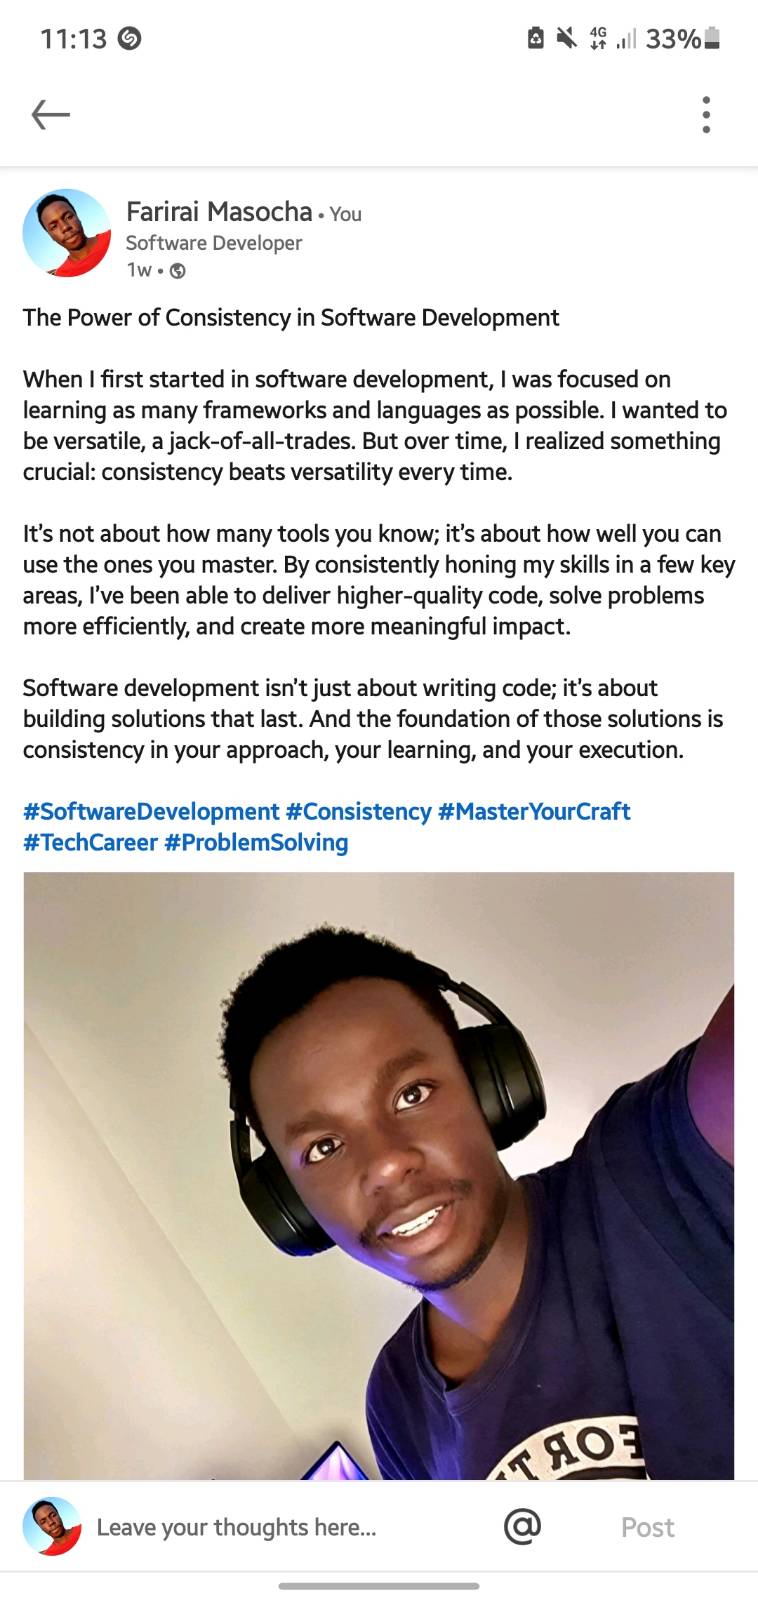 11:13
4G
33%
Farirai Masocha • You
Software Developer
1w •
The Power of Consistency in Software Development
When I first started in software development, I was focused on
learning as many frameworks and languages as possible. I wanted to
be versatile, a jack-of-all-trades. But over time, I realized something
crucial: consistency beats versatility every time.
It's not about how many tools you know; it's about how well you can
use the ones you master. By consistently honing my skills in a few key
areas, I've been able to deliver higher-quality code, solve problems
more efficiently, and create more meaningful impact.
Software development isn't just about writing code; it's about
building solutions that last. And the foundation of those solutions is
consistency in your approach, your learning, and your execution.
#SoftwareDevelopment #Consistency #MasterYourCraft
#TechCareer #ProblemSolving
Leave your thoughts here...
@
Post